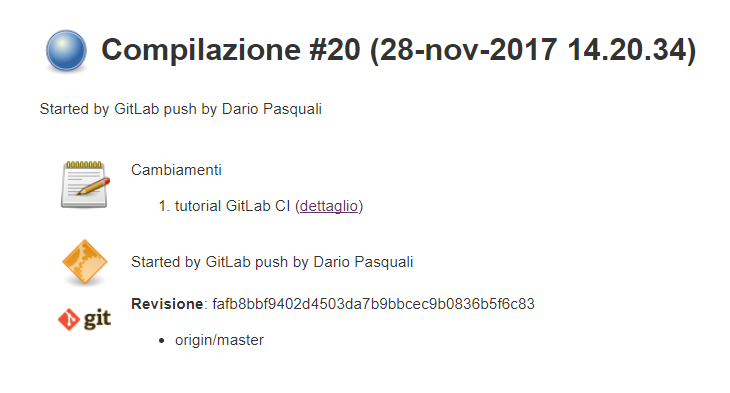 Compilazione #20 (28-nov-2017 14.20.34)
Started by GitLab push by Dario Pasquali
Cambiamenti
1. tutorial GitLab CI (dettaglio)
Started by GitLab push by Dario Pasquali
git
Revisione: fafb8bbf9402d4503da7b9bbcec9b0836b5f6c83
• origin/master